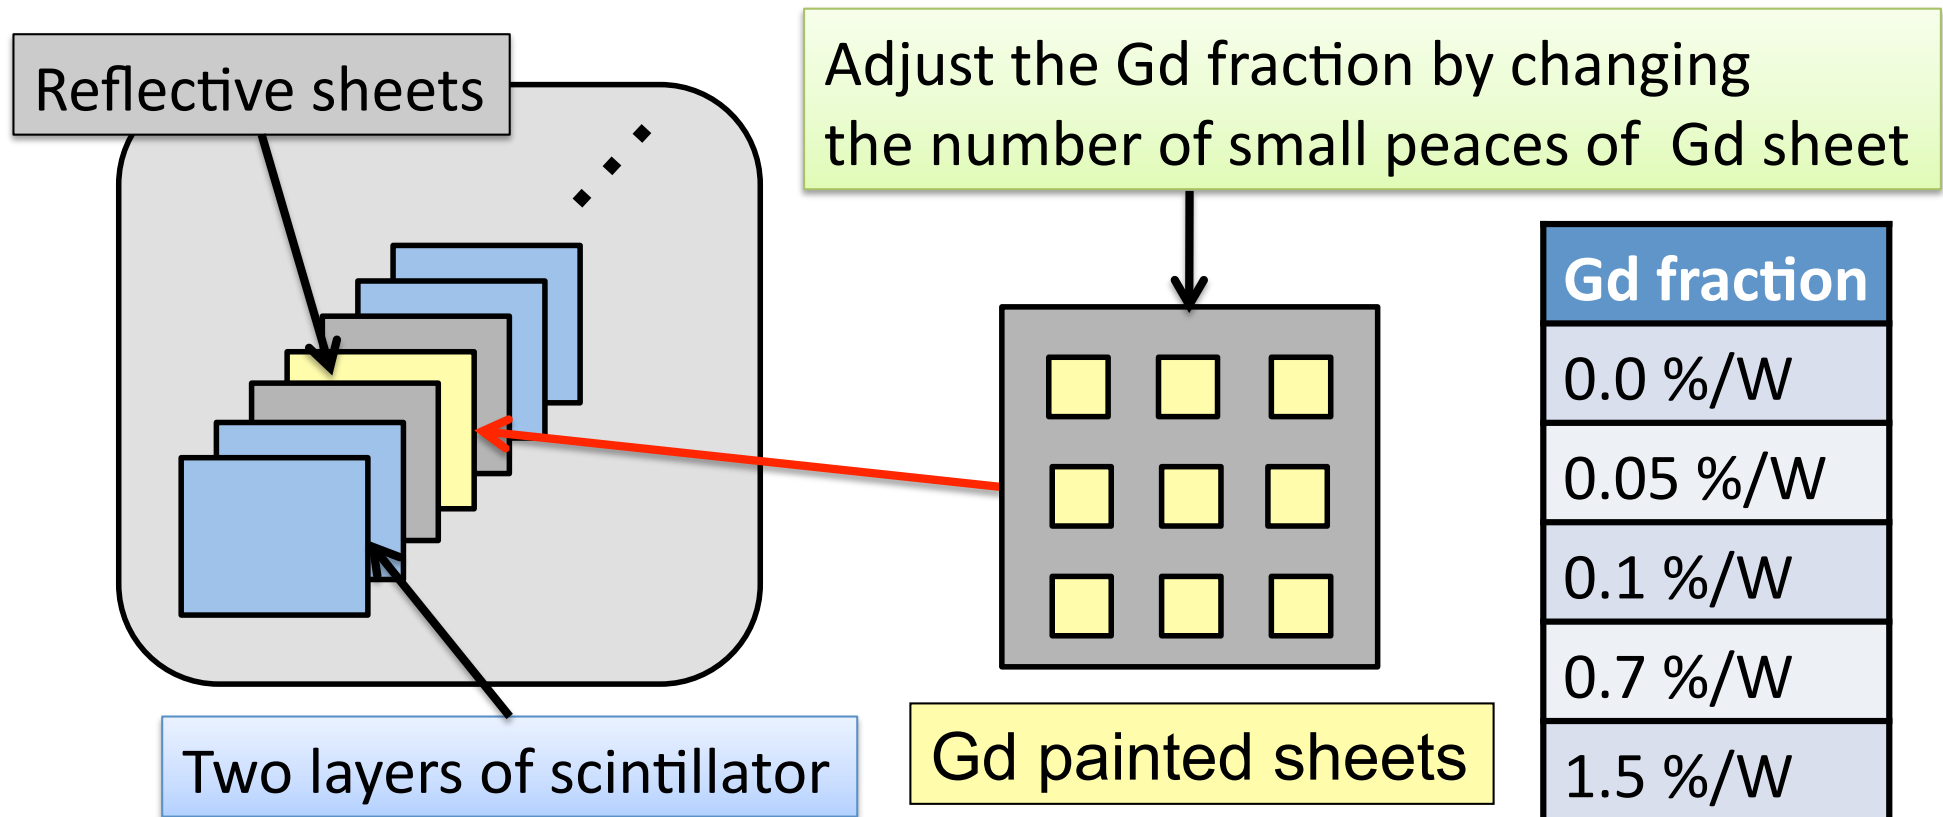 Reflective sheets
Adjust the Gd fraction by changing
the number of small peaces of Gd sheet
Two layers of scintillator
Gd painted sheets
Gd fraction
0.0 %/W
0.05 %/W
0.1 %/W
0.7 %/W
1.5 %/W